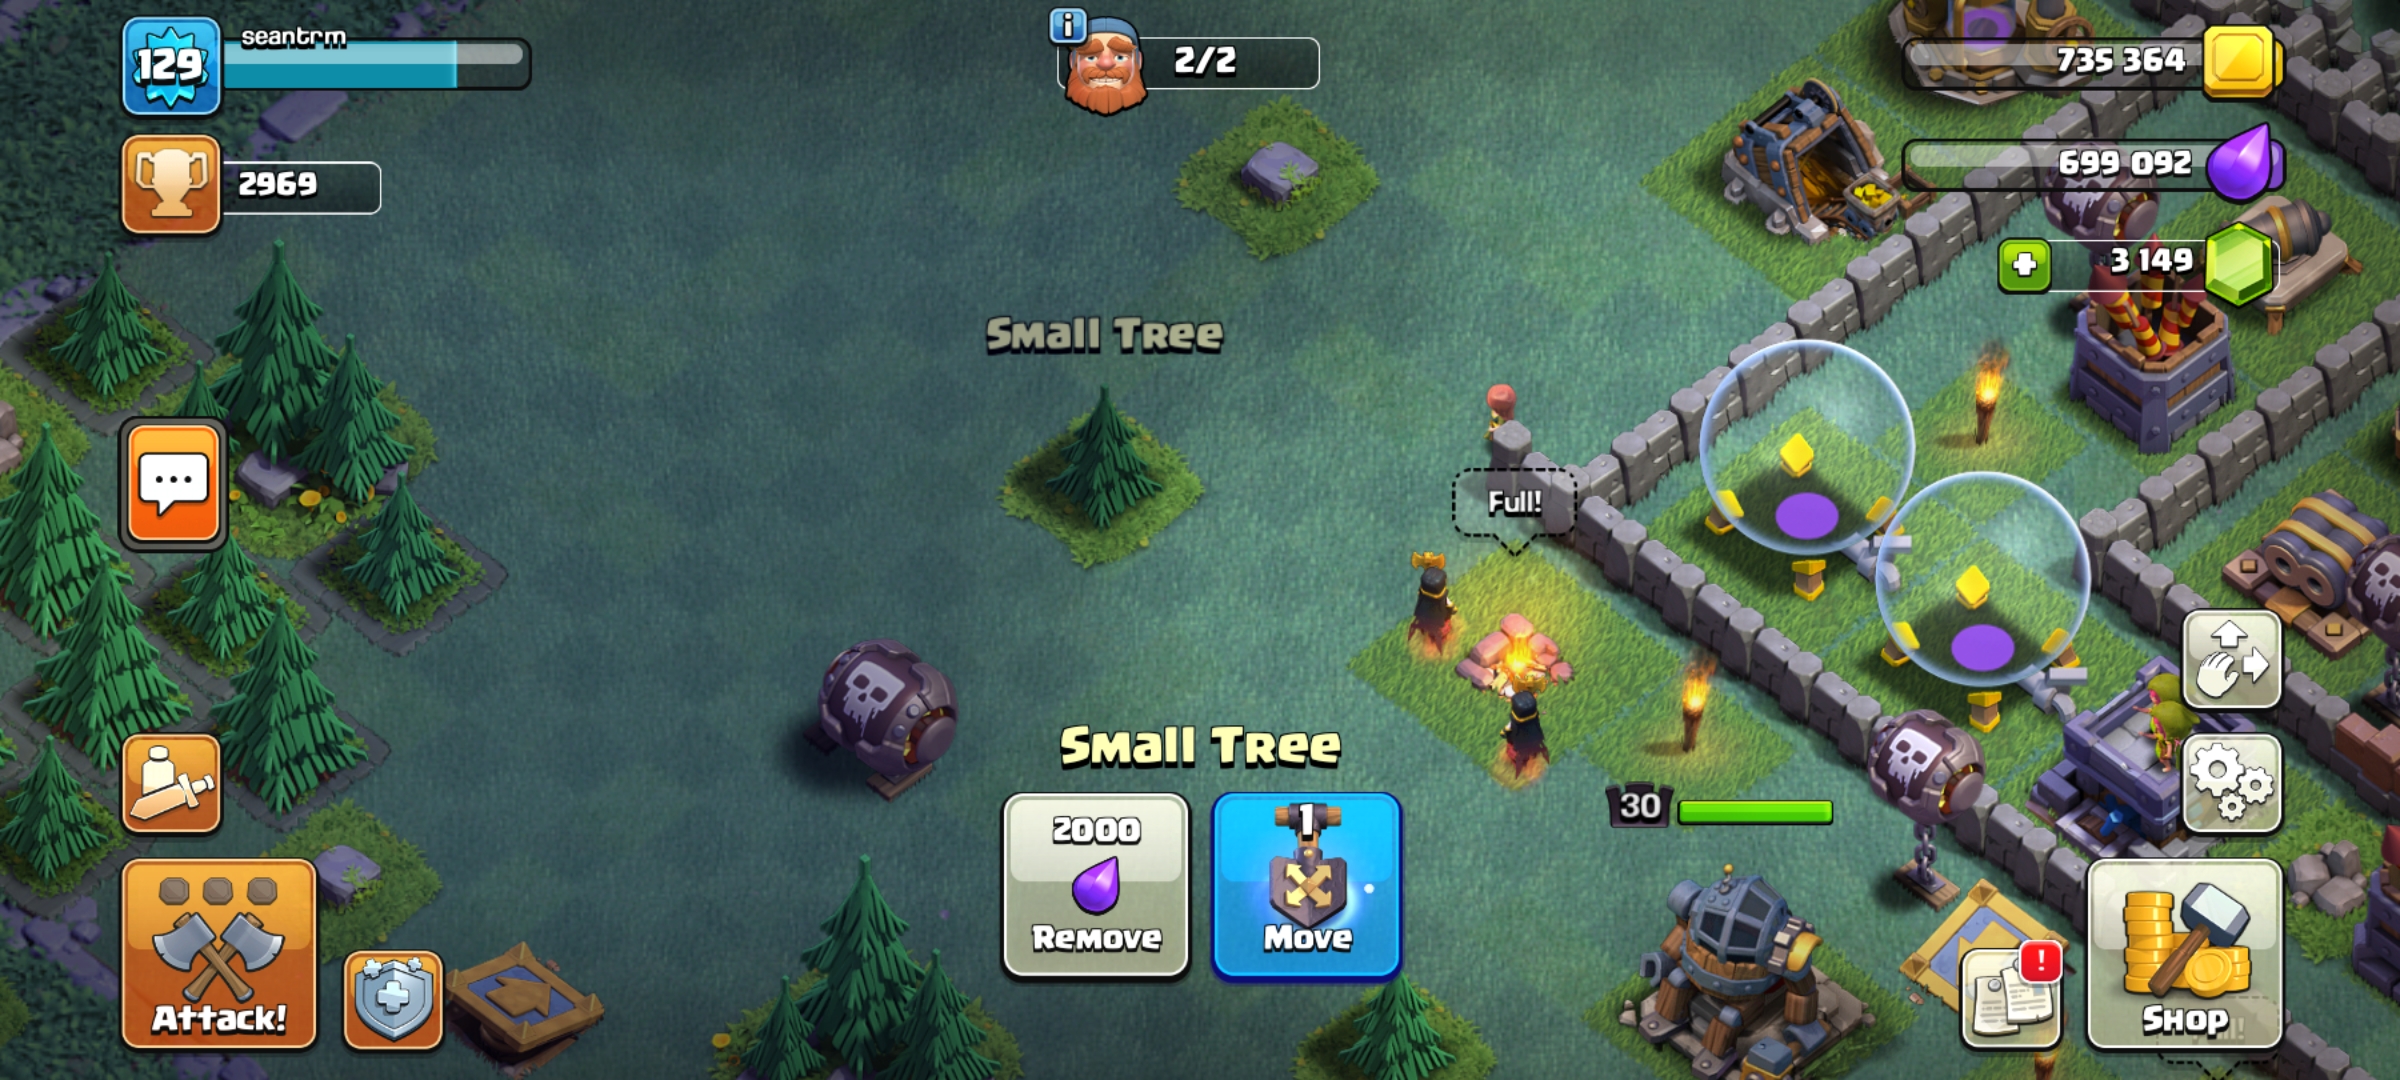 129
seantrm
2/2
735 364
2969
699 092
3 149
Small Tree
Full!
Small Tree
30
2000
1
Remove
Move
Attack!
!
Shop